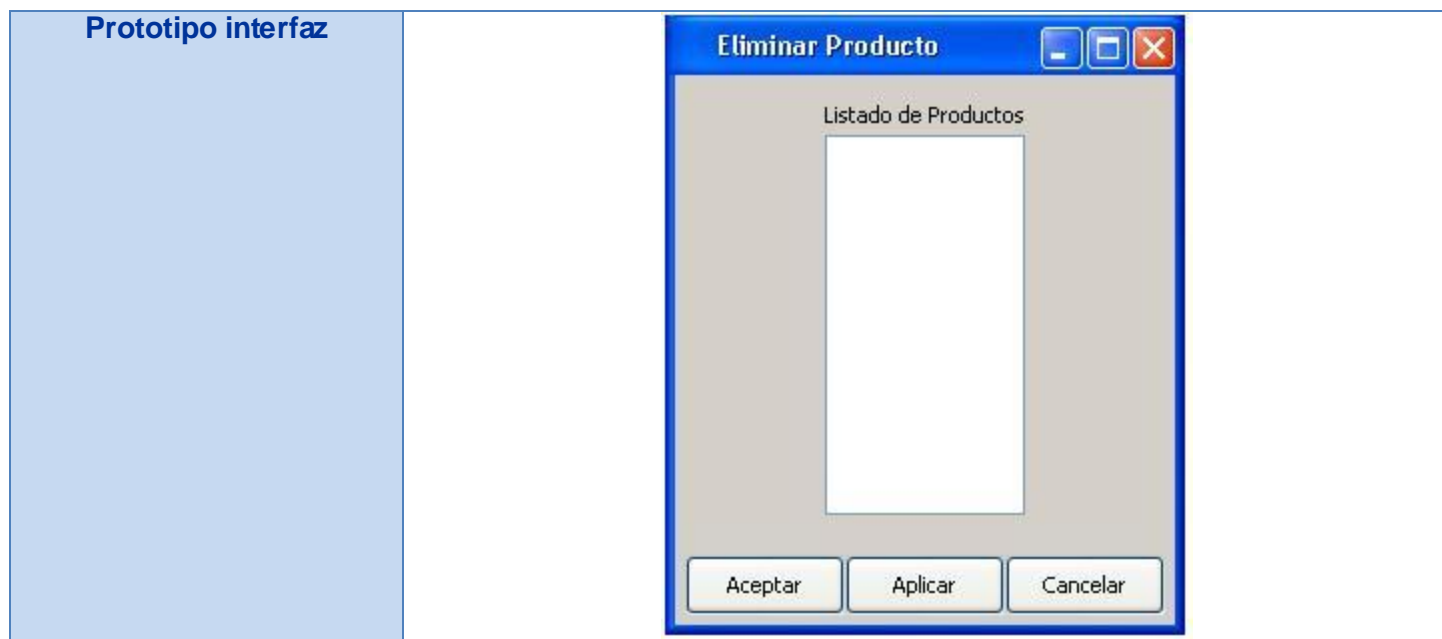 Prototipo interfaz
Eliminar Producto
Listado de Productos
Aceptar
Aplicar
Cancelar